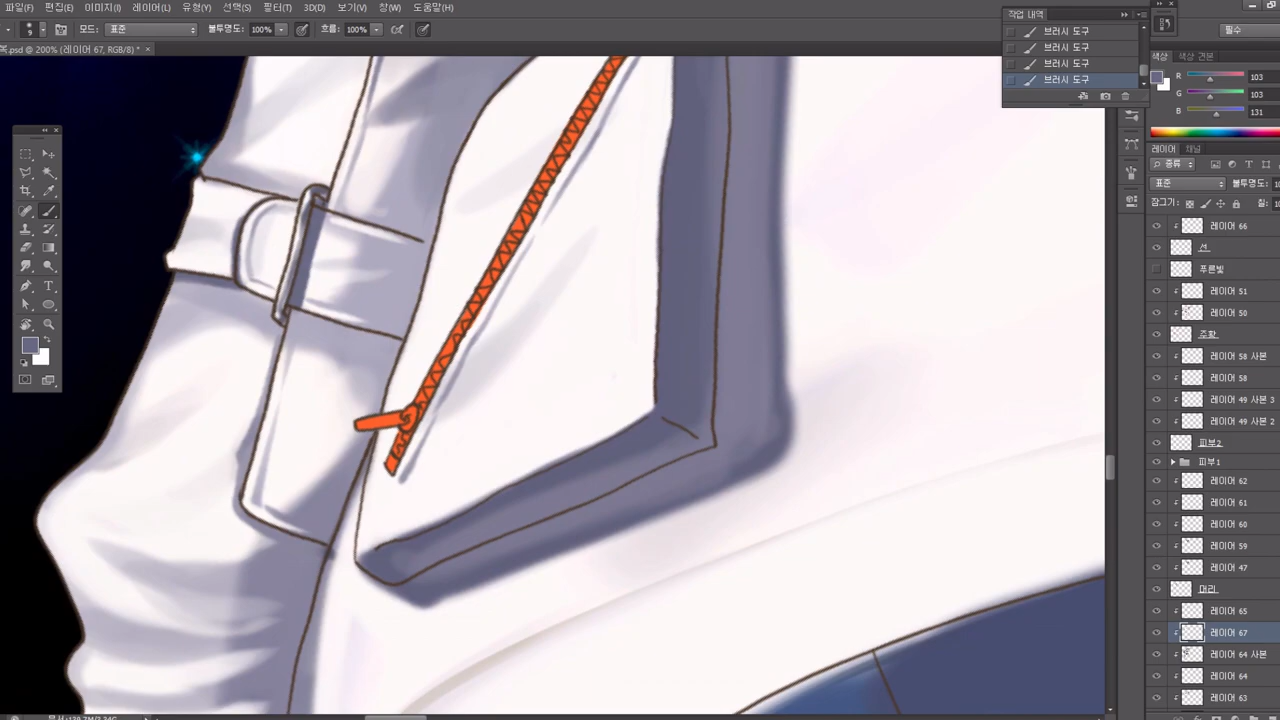 파일(F) 편집(E) 이미지(I) 레이어(L) 유형(Y) 선택(S) 필터(T) 3D(D) 보기(V) 창(W) 도움말(H)
9 모드: 표준 불투명도: 100% 흐름: 100% 필수
.psd @ 200% (레이어 67, RGB/8) * ×
작업 내역
브러시 도구
브러시 도구
브러시 도구
브러시 도구
색상 색상 견본
R 103
G 103
B 131
레이어 채널
종류
표준 불투명도:
잠그기: 칠:
레이어 66
선
푸른빛
레이어 51
레이어 50
주황
레이어 58 사본
레이어 58
레이어 49 사본 3
레이어 49 사본 2
피부2
피부1
레이어 62
레이어 61
레이어 60
레이어 59
레이어 47
머리
레이어 65
레이어 67
레이어 64 사본
레이어 64
레이어 63